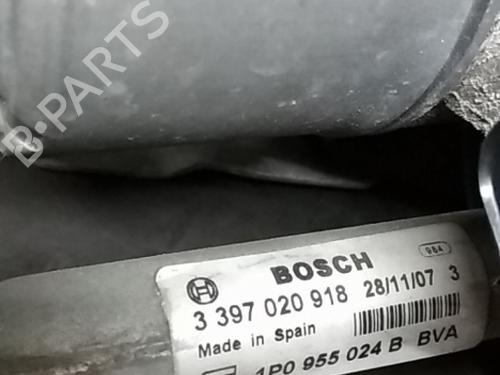 B-PARTS
BOSCH
3 397 020 918 28/11/07 3
Made in Spain
1P0 955 024 B BVA